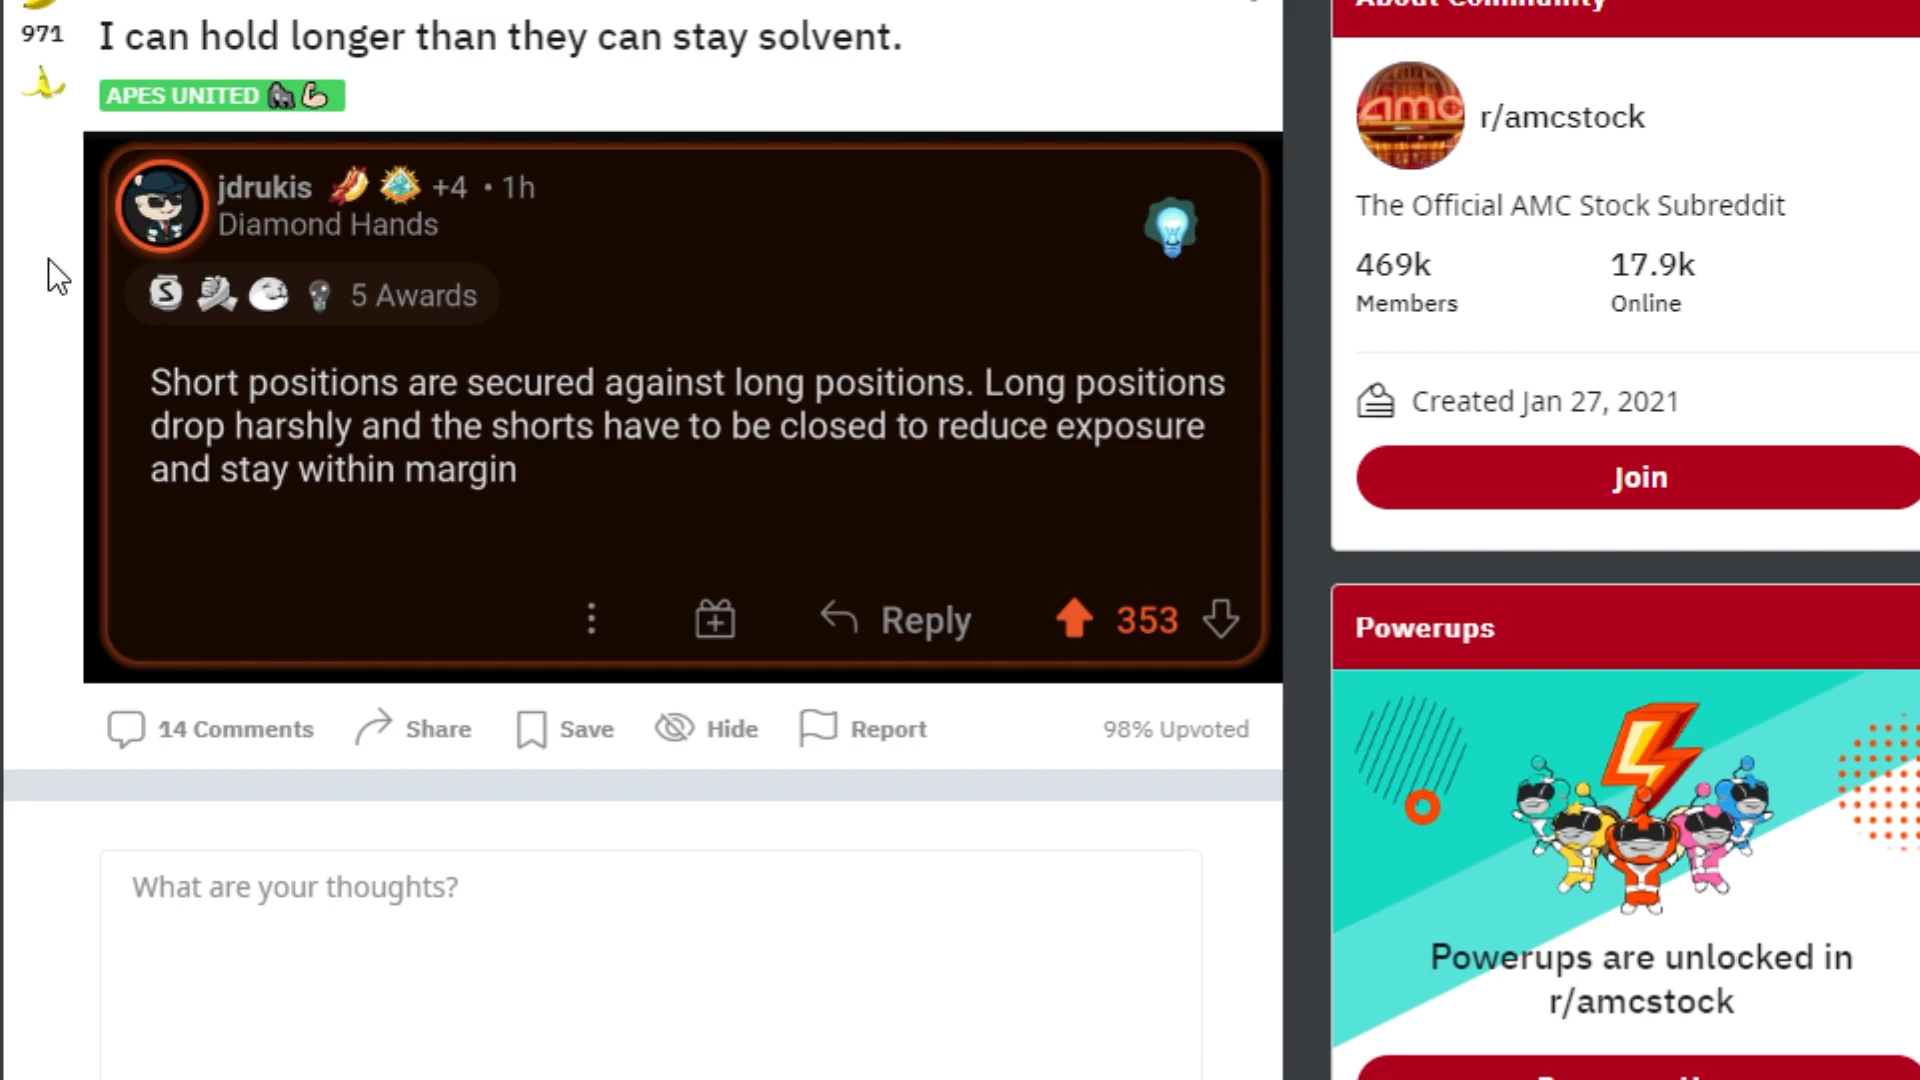 971
I can hold longer than they can stay solvent.
APES UNITED
jdrukis +4 • 1h
Diamond Hands
5 Awards
Short positions are secured against long positions. Long positions
drop harshly and the shorts have to be closed to reduce exposure
and stay within margin
Reply 353
14 Comments Share Save Hide Report 98% Upvoted
What are your thoughts?
About Community
amc
r/amcstock
The Official AMC Stock Subreddit
469k 17.9k
Members Online
Created Jan 27, 2021
Join
Powerups
Powerups are unlocked in
r/amcstock